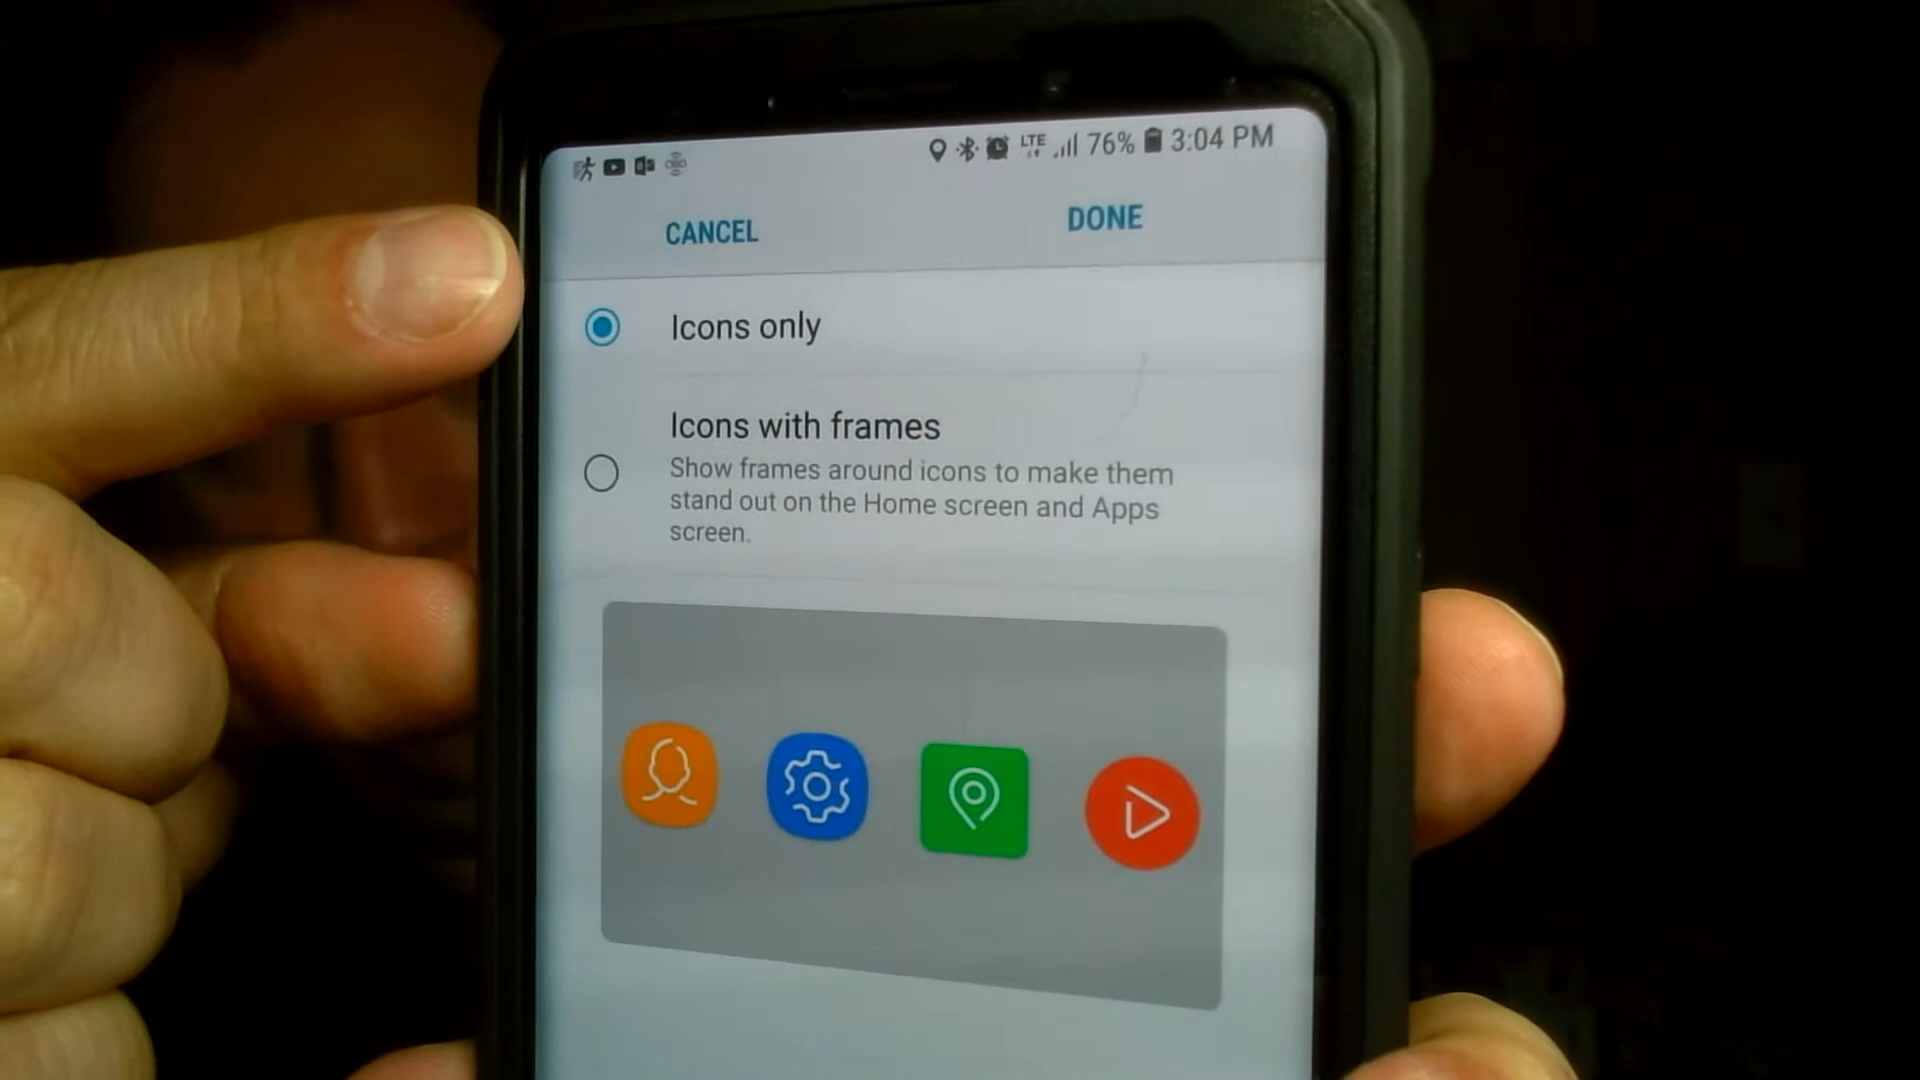 LTE 76% 3:04 PM
CANCEL DONE
Icons only
Icons with frames
Show frames around icons to make them
stand out on the Home screen and Apps
screen.